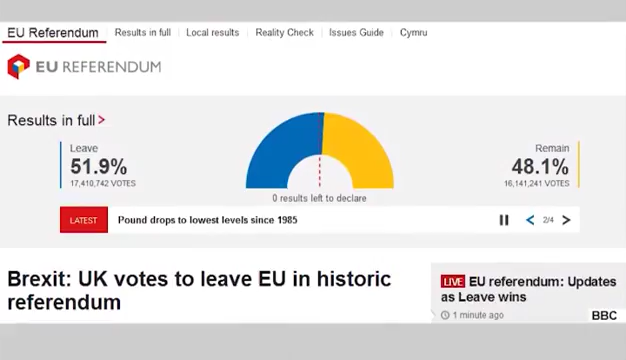 EU Referendum
Results in full
Local results
Reality Check
Issues Guide
Cymru
EU REFERENDUM
Results in full >
Leave
51.9%
17,410,742 VOTES
Remain
48.1%
16,141,241 VOTES
0 results left to declare
LATEST
Pound drops to lowest levels since 1985
2/4
Brexit: UK votes to leave EU in historic
referendum
LIVE EU referendum: Updates
as Leave wins
1 minute ago
BBC